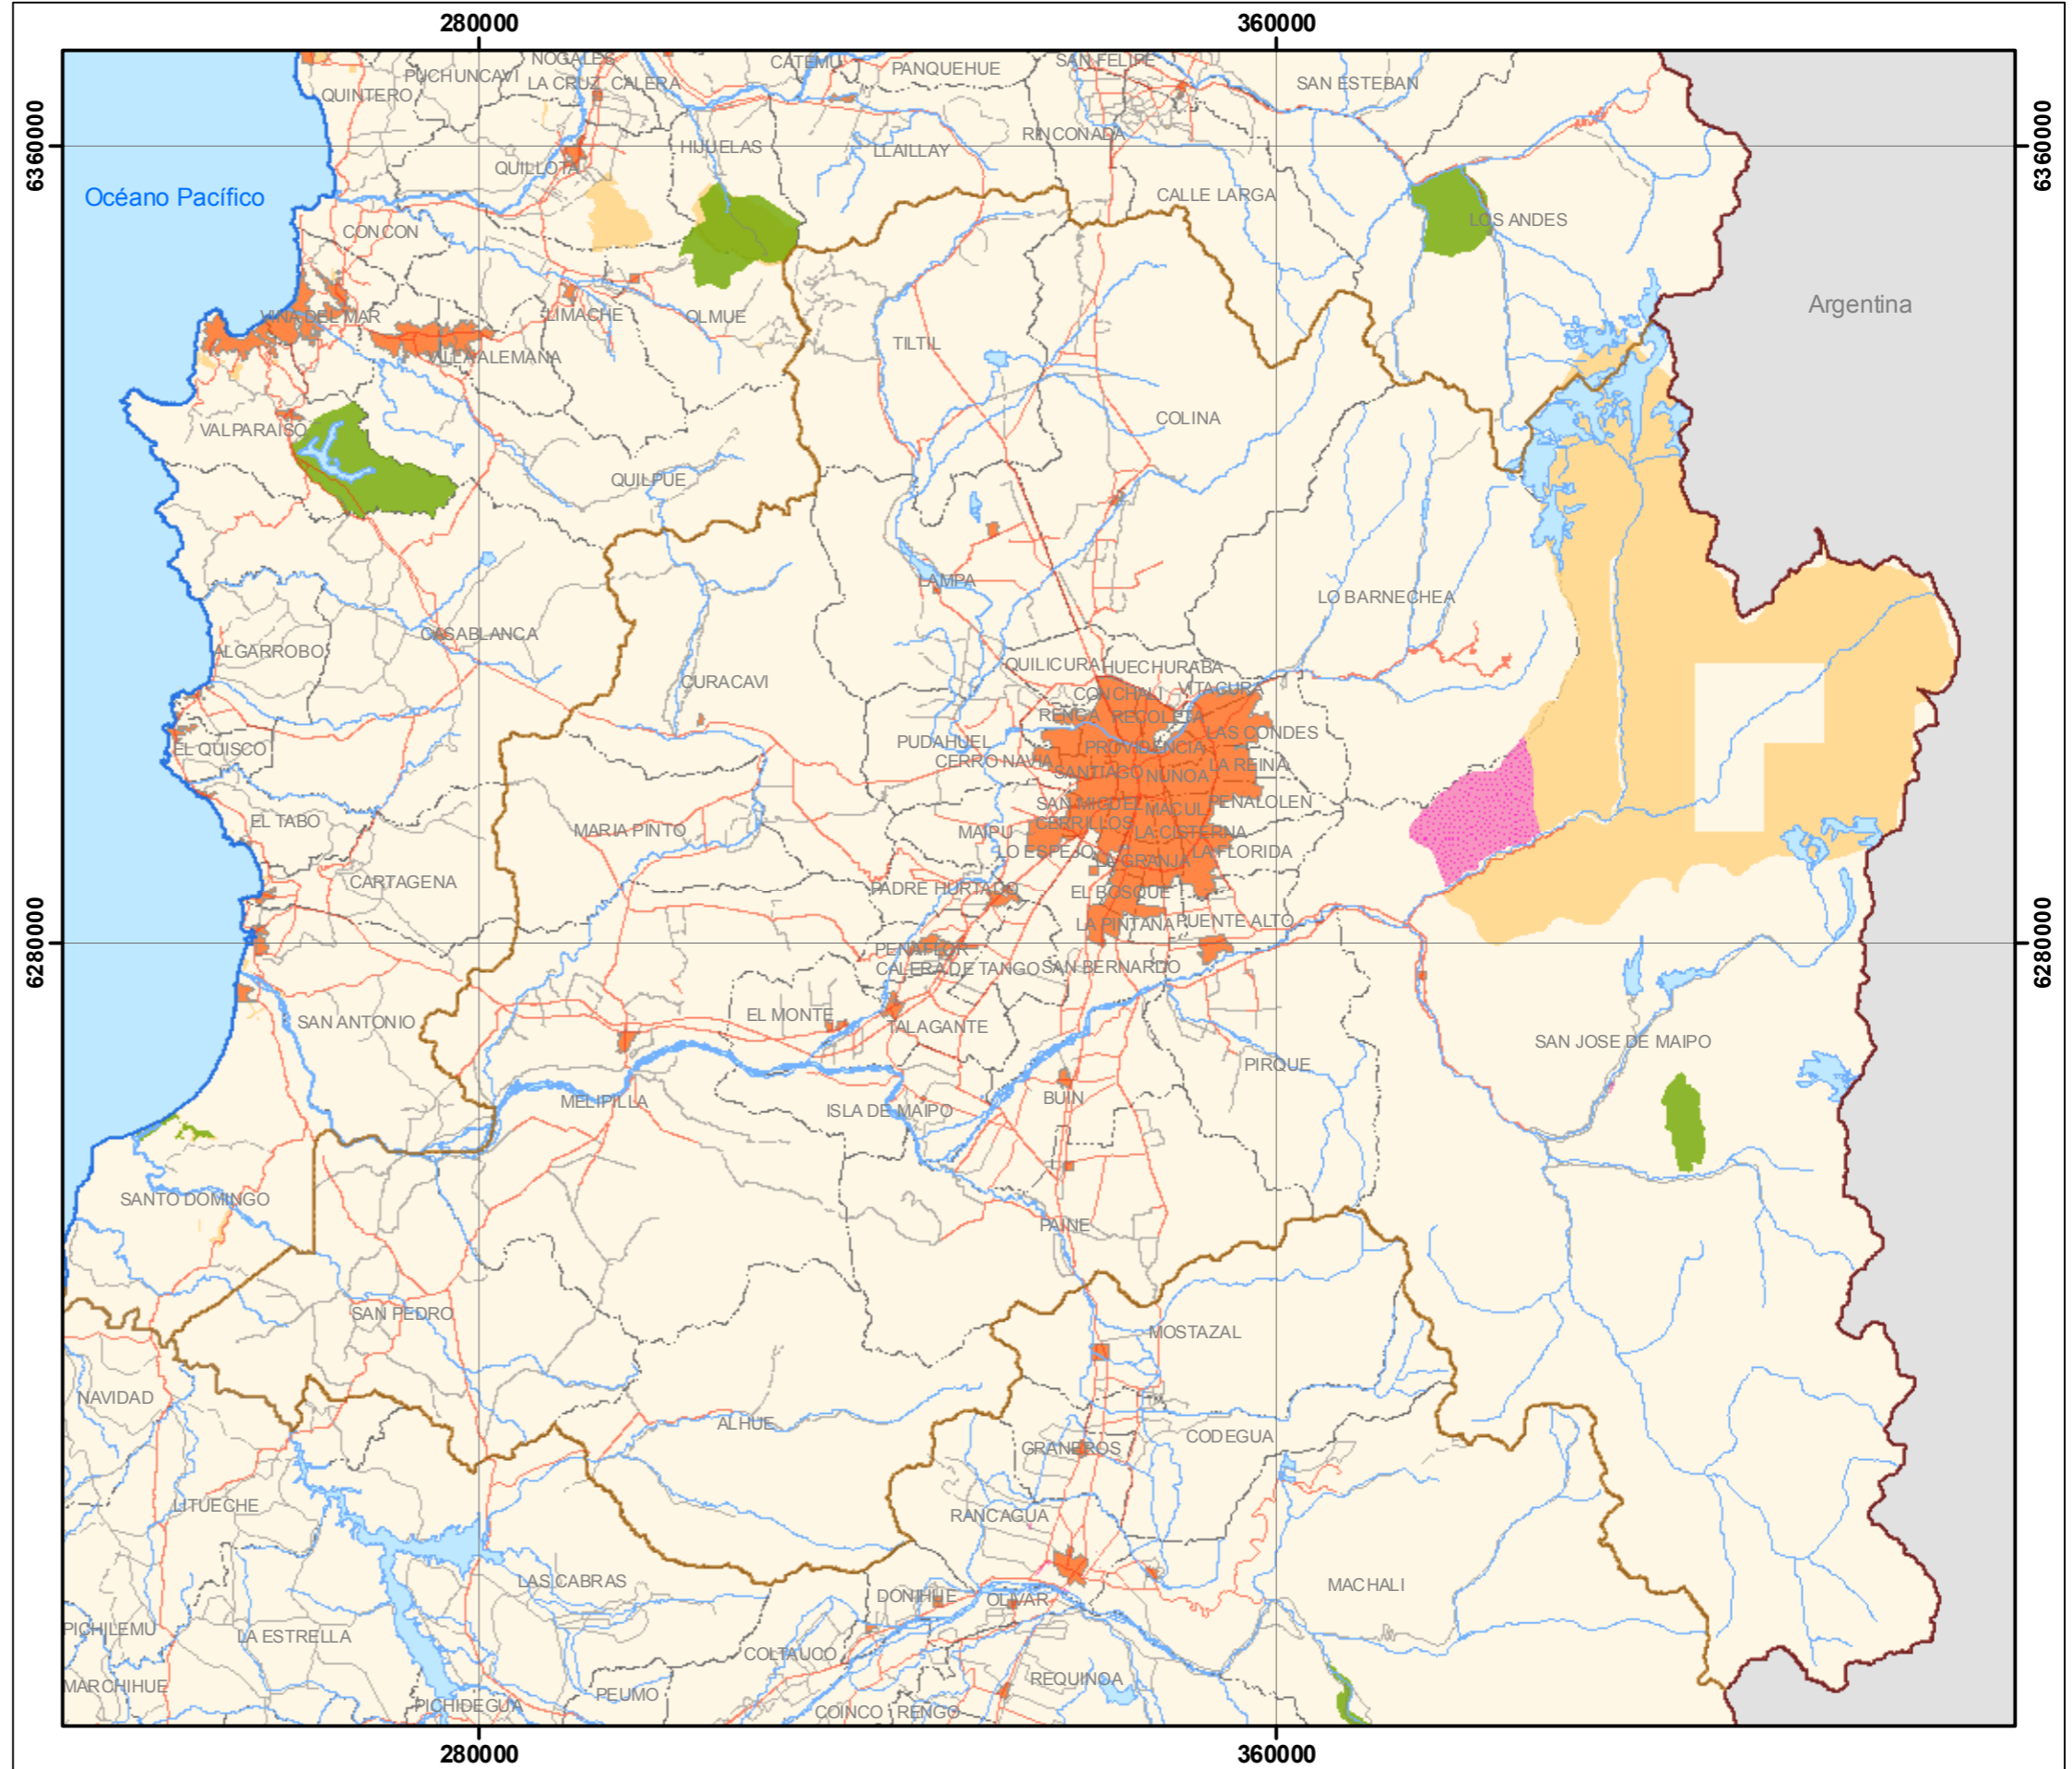 280000 360000
NOGALES CATEMU SAN FELIPE
PUCHUNCAVI LA CRUZ CALERA PANQUEHUE SAN ESTEBAN
QUINTERO
6360000 6360000
RINCONADA
HIJUELAS LLAILLAY
QUILLOTA
Océano Pacífico CALLE LARGA
LOS ANDES
CONCON
Argentina
VIÑA DEL MAR LIMACHE OLMUE
VILLA ALEMANA TILTIL
COLINA
VALPARAISO
QUILPUE
LAMPA
LO BARNECHEA
CASABLANCA
ALGARROBO
QUILICURA HUECHURABA
CURACAVI CONCHALI VITACURA
RENCA RECOLETA
LAS CONDES
EL QUISCO PUDAHUEL PROVIDENCIA
CERRO NAVIA LA REINA
SANTIAGO NUNOA
SAN MIGUEL MACUL PENALOLEN
EL TABO MARIA PINTO MAIPU CERRILLOS LA CISTERNA
LO ESPEJO LA GRANJA LA FLORIDA
CARTAGENA PADRE HURTADO EL BOSQUE
LA PINTANA PUENTE ALTO
6280000 6280000
PENAFLOR
CALERA DE TANGO SAN BERNARDO
SAN ANTONIO EL MONTE TALAGANTE
SAN JOSE DE MAIPO
PIRQUE
MELIPILLA ISLA DE MAIPO BUIN
SANTO DOMINGO
PAINE
SAN PEDRO
MOSTAZAL
NAVIDAD
ALHUE
GRANEROS CODEGUA
LITUECHE
RANCAGUA
LAS CABRAS MACHALI
DONIHUE OLIVAR
PICHILEMU LA ESTRELLA
COLTAUCO
MARCHIHUE PEUMO REQUINOA
PICHIDEGUA COINCO RENGO
280000 360000